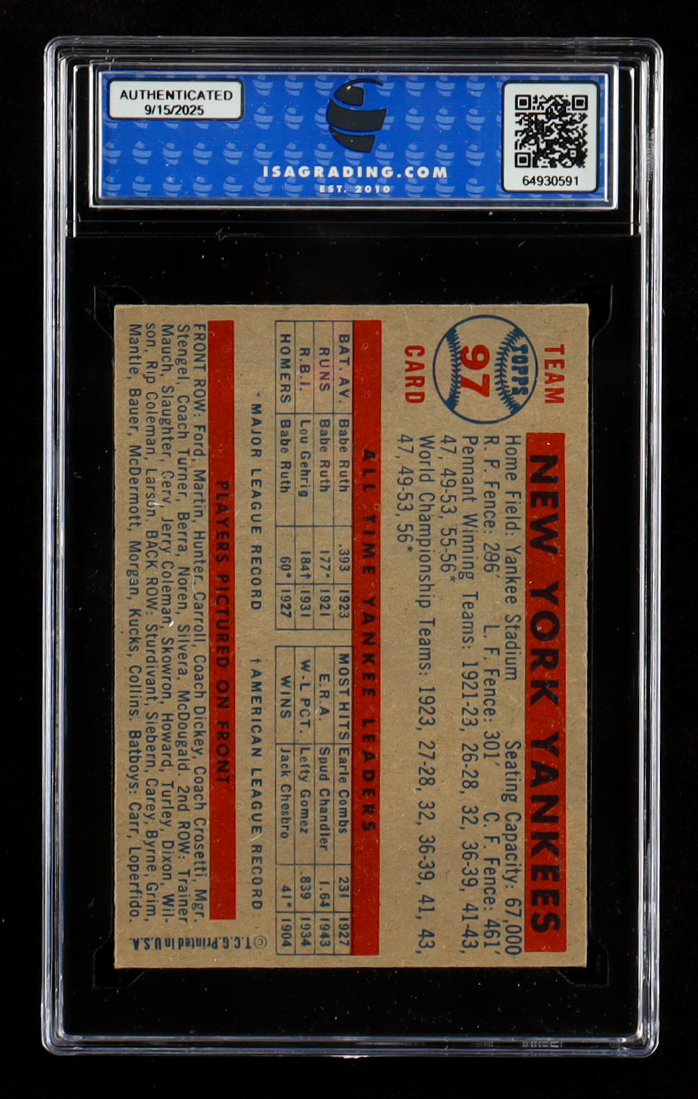 AUTHENTICATED
9/15/2025
ISAGRADING.COM
EST. 2010
64930591
TEAM
TOPPS
97
CARD
NEW YORK YANKEES
Home Field: Yankee Stadium Seating Capacity: 67,000
R. P. Fence: 296′ L. F. Fence: 301′ C. F. Fence: 461′
Pennant Winning Teams: 1921-23, 26-28, 32, 36-39, 41-43,
47, 49-53, 55-56*
World Championship Teams: 1923, 27-28, 32, 36-39, 41, 43,
47, 49-53, 56*
ALL TIME YANKEE LEADERS
BAT. AV. Babe Ruth .393 1923
RUNS Babe Ruth 177* 1921
R.B.I. Lou Gehrig 184† 1931
HOMERS Babe Ruth 60* 1927
MOST HITS Earle Combs 231 1927
E.R.A. Spud Chandler 1.64 1943
W-L PCT. Lefty Gomez .839 1934
WINS Jack Chesbro 41* 1904
* MAJOR LEAGUE RECORD † AMERICAN LEAGUE RECORD
PLAYERS PICTURED ON FRONT
FRONT ROW: Ford, Martin, Hunter, Carroll, Coach Dickey, Coach Crosetti, Mgr.
Stengel, Coach Turner, Berra, Noren, Silvera, McDougald. 2nd ROW: Trainer
Mauch, Slaughter, Cerv, Jerry Coleman, Skowron, Howard, Turley, Dixon, Wil-
son, Rip Coleman, Larsen. BACK ROW: Sturdivant, Siebern, Carey, Byrne, Grim,
Mantle, Bauer, McDermott, Morgan, Kucks, Collins. Batboys: Carr, Loperfido.
© T.C.G. Printed in U.S.A.